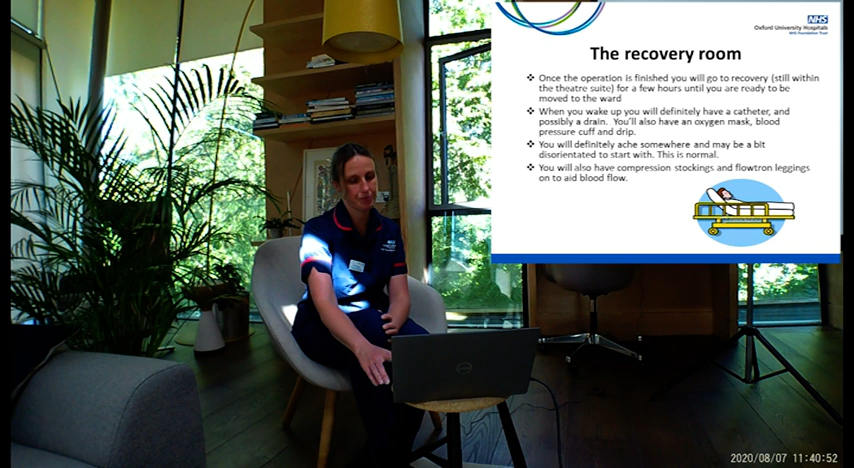 NHS
Oxford University Hospitals
NHS Foundation Trust
The recovery room
❖ Once the operation is finished you will go to recovery (still within
the theatre suite) for a few hours until you are ready to be
moved to the ward
❖ When you wake up you will definitely have a catheter, and
possibly a drain.  You'll also have an oxygen mask, blood
pressure cuff and drip.
❖ You will definitely ache somewhere and may be a bit
disorientated to start with. This is normal.
❖ You will also have compression stockings and flowtron leggings
on to aid blood flow.
NHS
DELL
2020/08/07 11:40:52